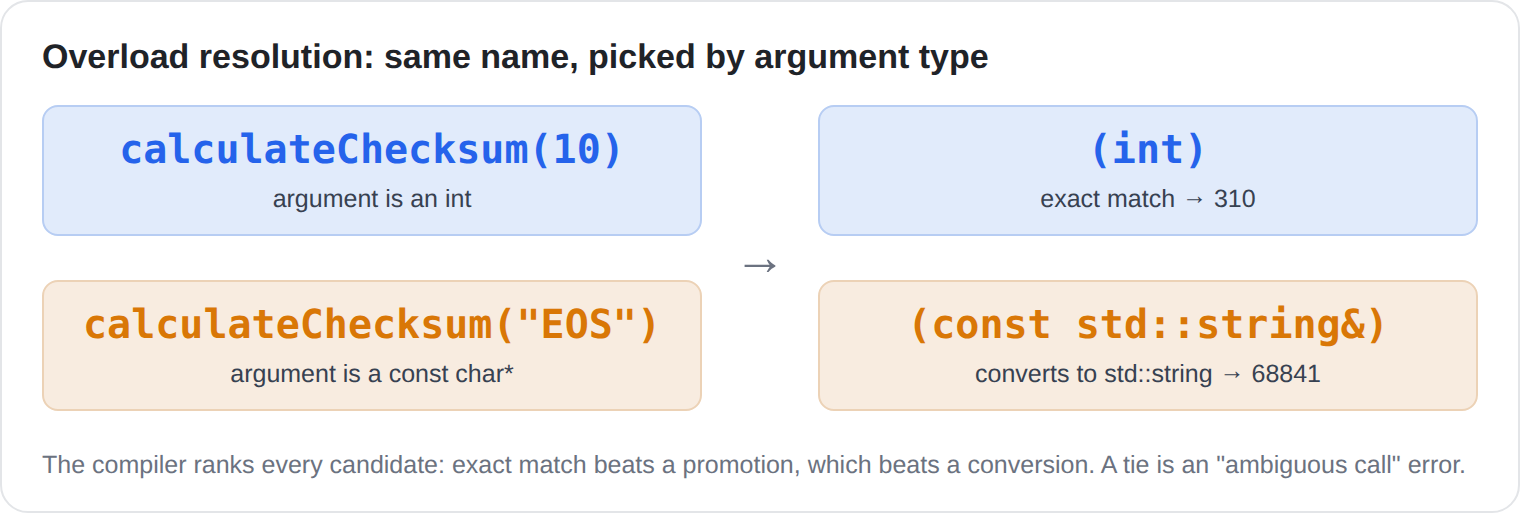 Overload resolution: same name, picked by argument type
calculateChecksum(10)
argument is an int
(int)
exact match → 310
→
calculateChecksum("EOS")
argument is a const char*
(const std::string&)
converts to std::string → 68841
The compiler ranks every candidate: exact match beats a promotion, which beats a conversion. A tie is an "ambiguous call" error.